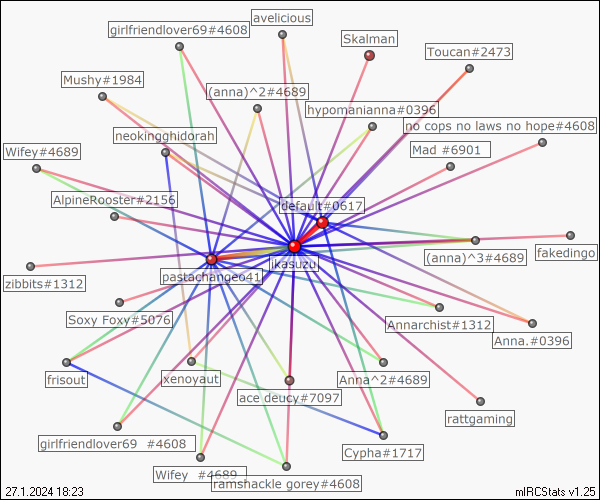 avelicious
girlfriendlover69#4608
Skalman
Toucan#2473
Mushy#1984
(anna)^2#4689
hypomanianna#0396
no cops no laws no hope#4608
neokingghidorah
Wifey#4689
Mad #6901
AlpineRooster#2156
default#0617
(anna)^3#4689
fakedingo
ikasuzu
pastachangeo41
zibbits#1312
Soxy Foxy#5076
Annarchist#1312
Anna.#0396
frisout
xenoyaut
Anna^2#4689
ace deucy#7097
rattgaming
girlfriendlover69 #4608
Cypha#1717
Wifey #4689
ramshackle gorey#4608
27.1.2024 18:23
mIRCStats v1.25